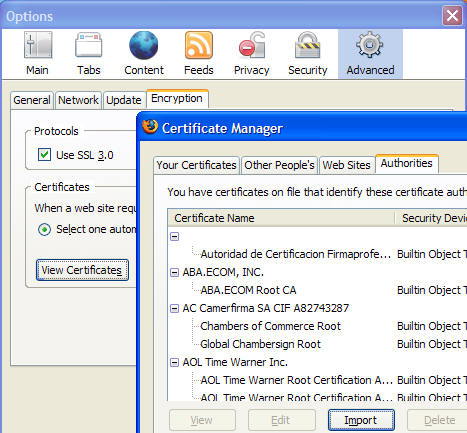 Options
Main Tabs Content Feeds Privacy Security Advanced
General Network Update Encryption
Protocols
Use SSL 3.0
Certificates
When a web site requ
Select one autom
View Certificates
Certificate Manager
Your Certificates Other People's Web Sites Authorities
You have certificates on file that identify these certificate auth
Certificate Name Security Devic
Autoridad de Certificacion Firmaprofe... Builtin Object T
ABA.ECOM, INC.
ABA.ECOM Root CA Builtin Object T
AC Camerfirma SA CIF A82743287
Chambers of Commerce Root Builtin Object T
Global Chambersign Root Builtin Object T
AOL Time Warner Inc.
AOL Time Warner Root Certification A... Builtin Object T
AOL Time Warner Root Certification A... Builtin Object T
View Edit Import Delete